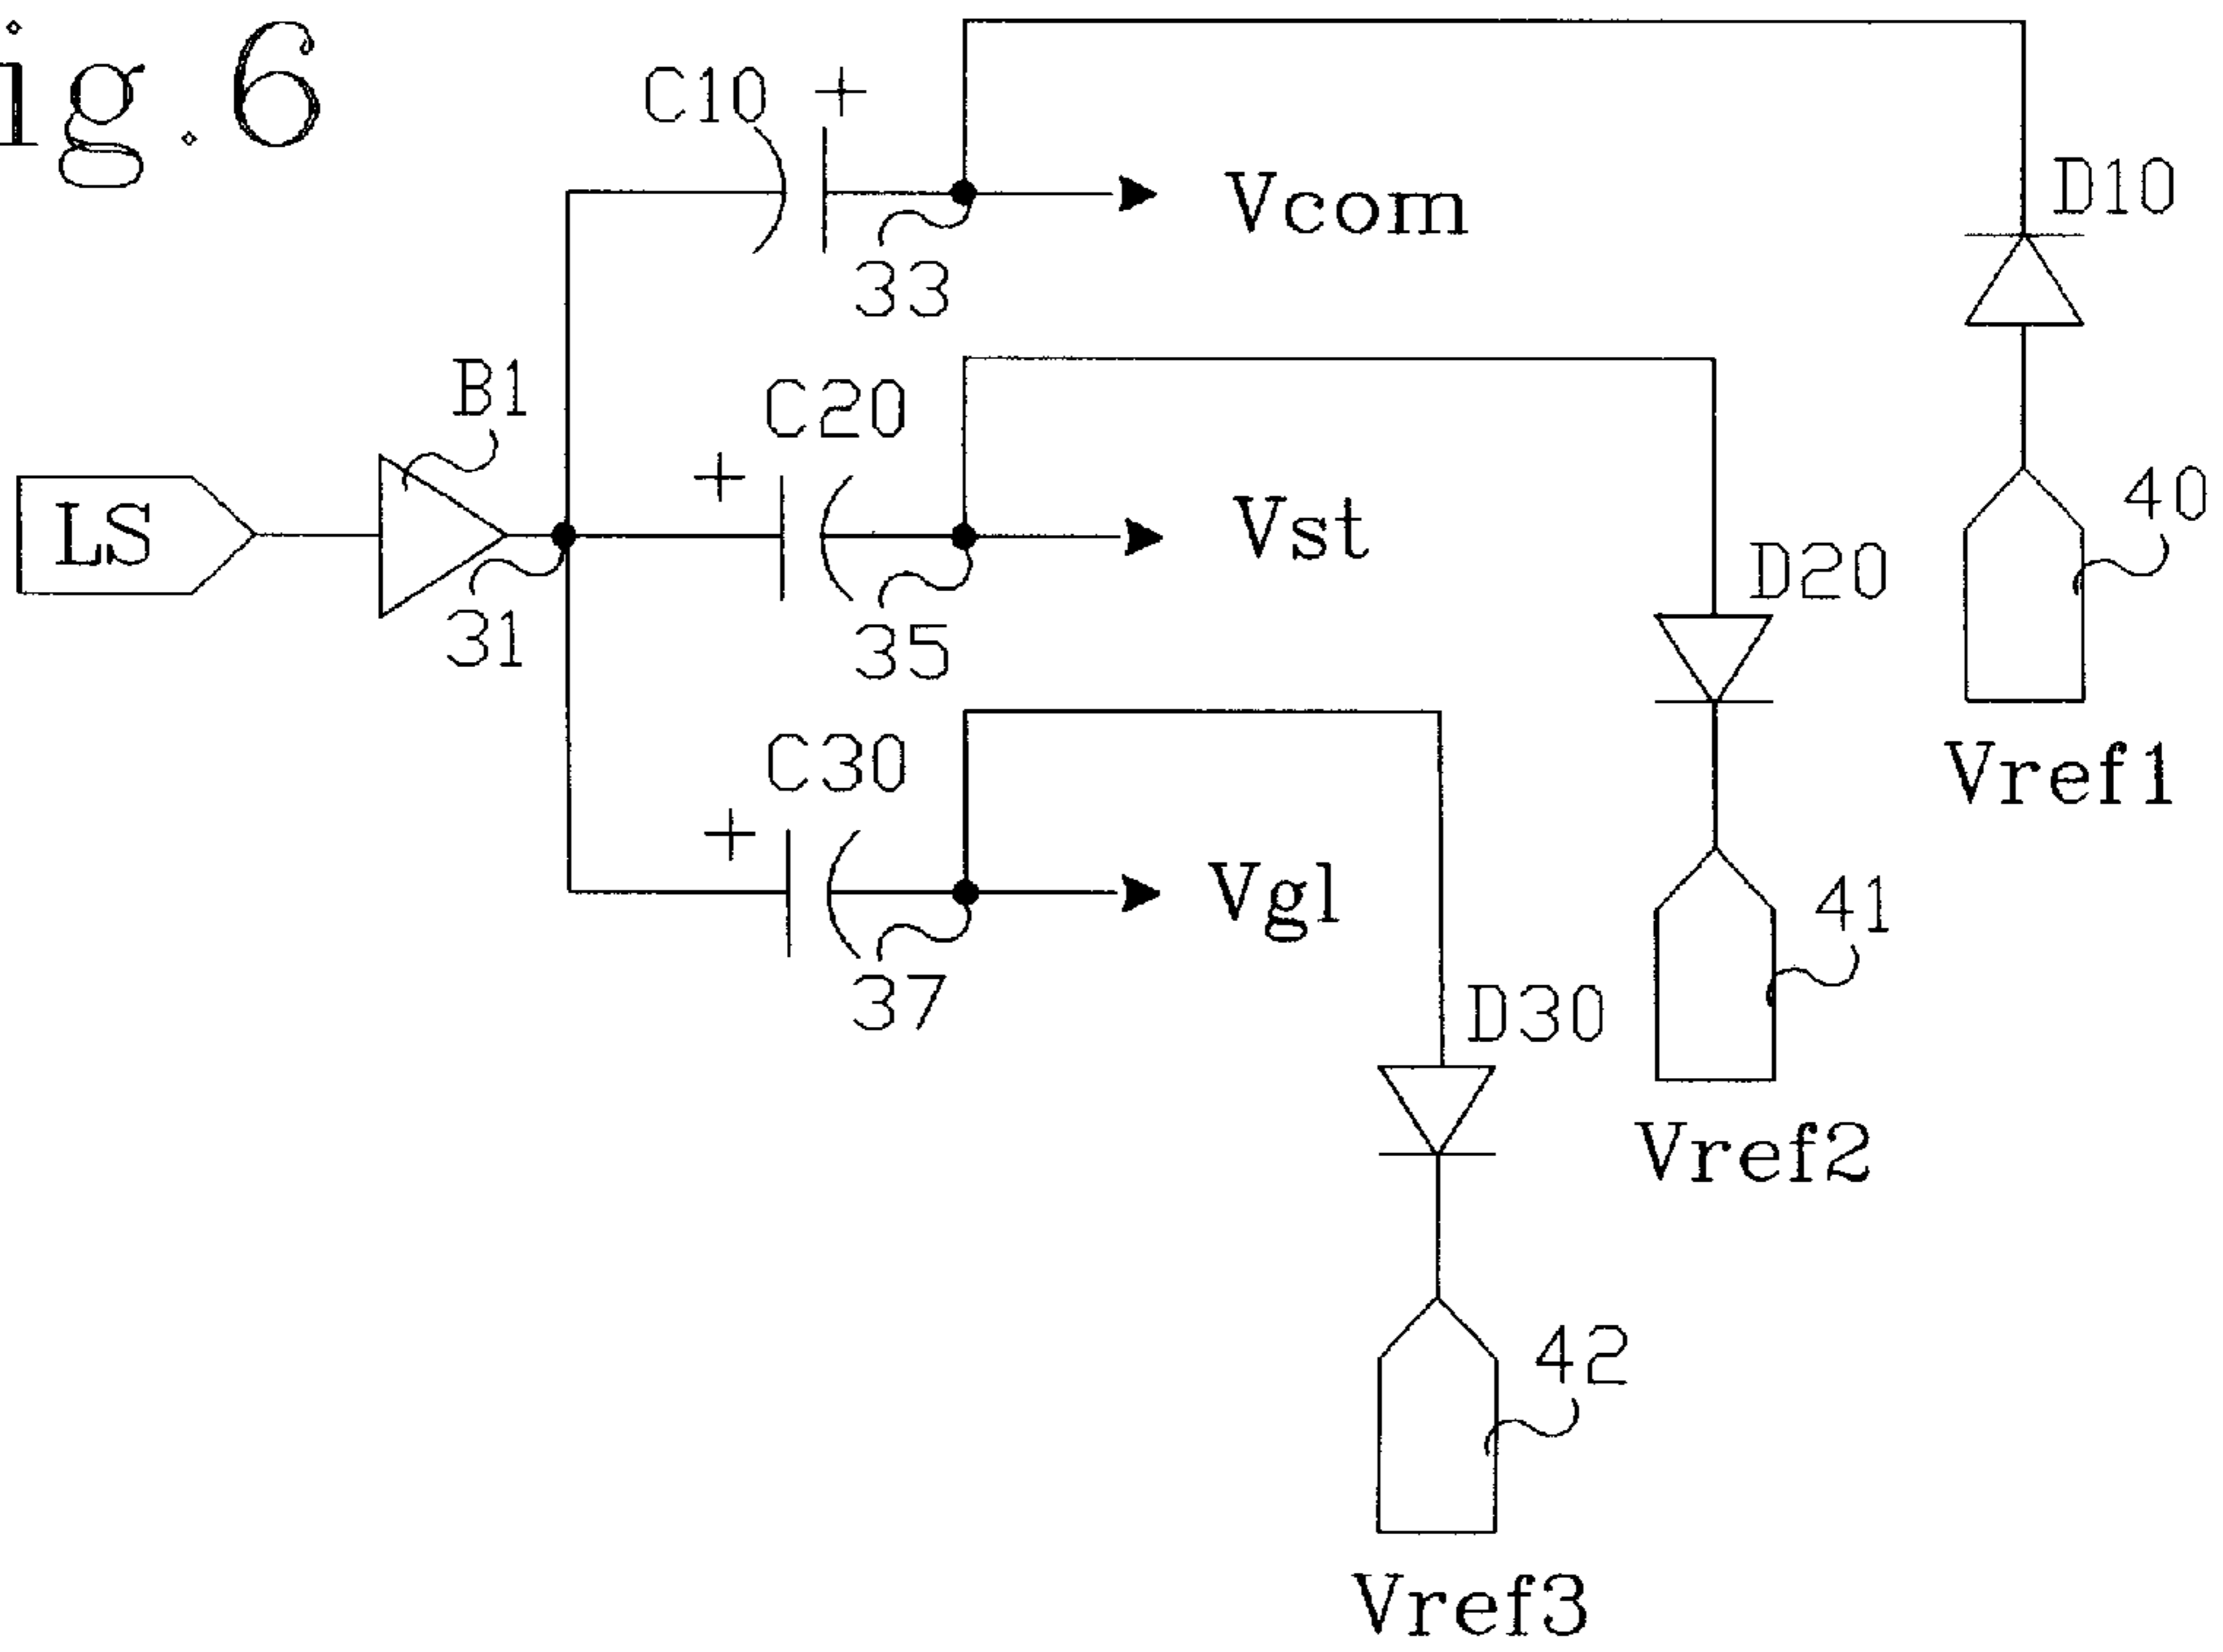 ig.6
C10 +
Vcom
D10
33
B1
C20
+
LS
Vst
40
D20
31
35
C30
Vref1
+
Vgl
41
37
D30
Vref2
42
Vref3